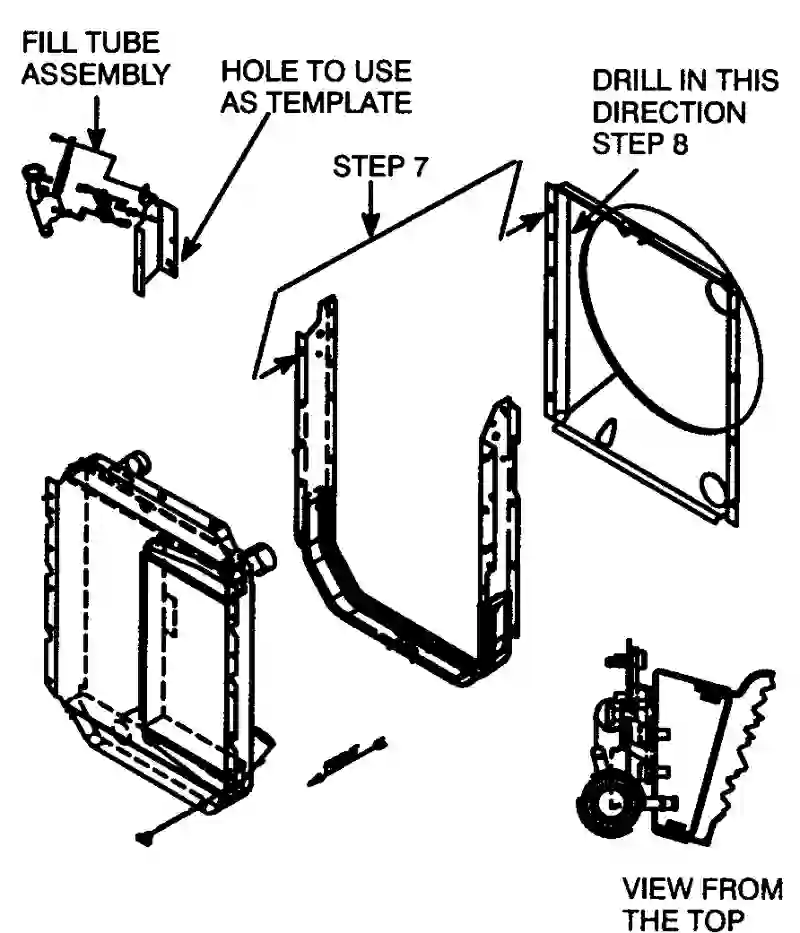 FILL TUBE
ASSEMBLY
HOLE TO USE
AS TEMPLATE
STEP 7
DRILL IN THIS
DIRECTION
STEP 8
VIEW FROM
THE TOP